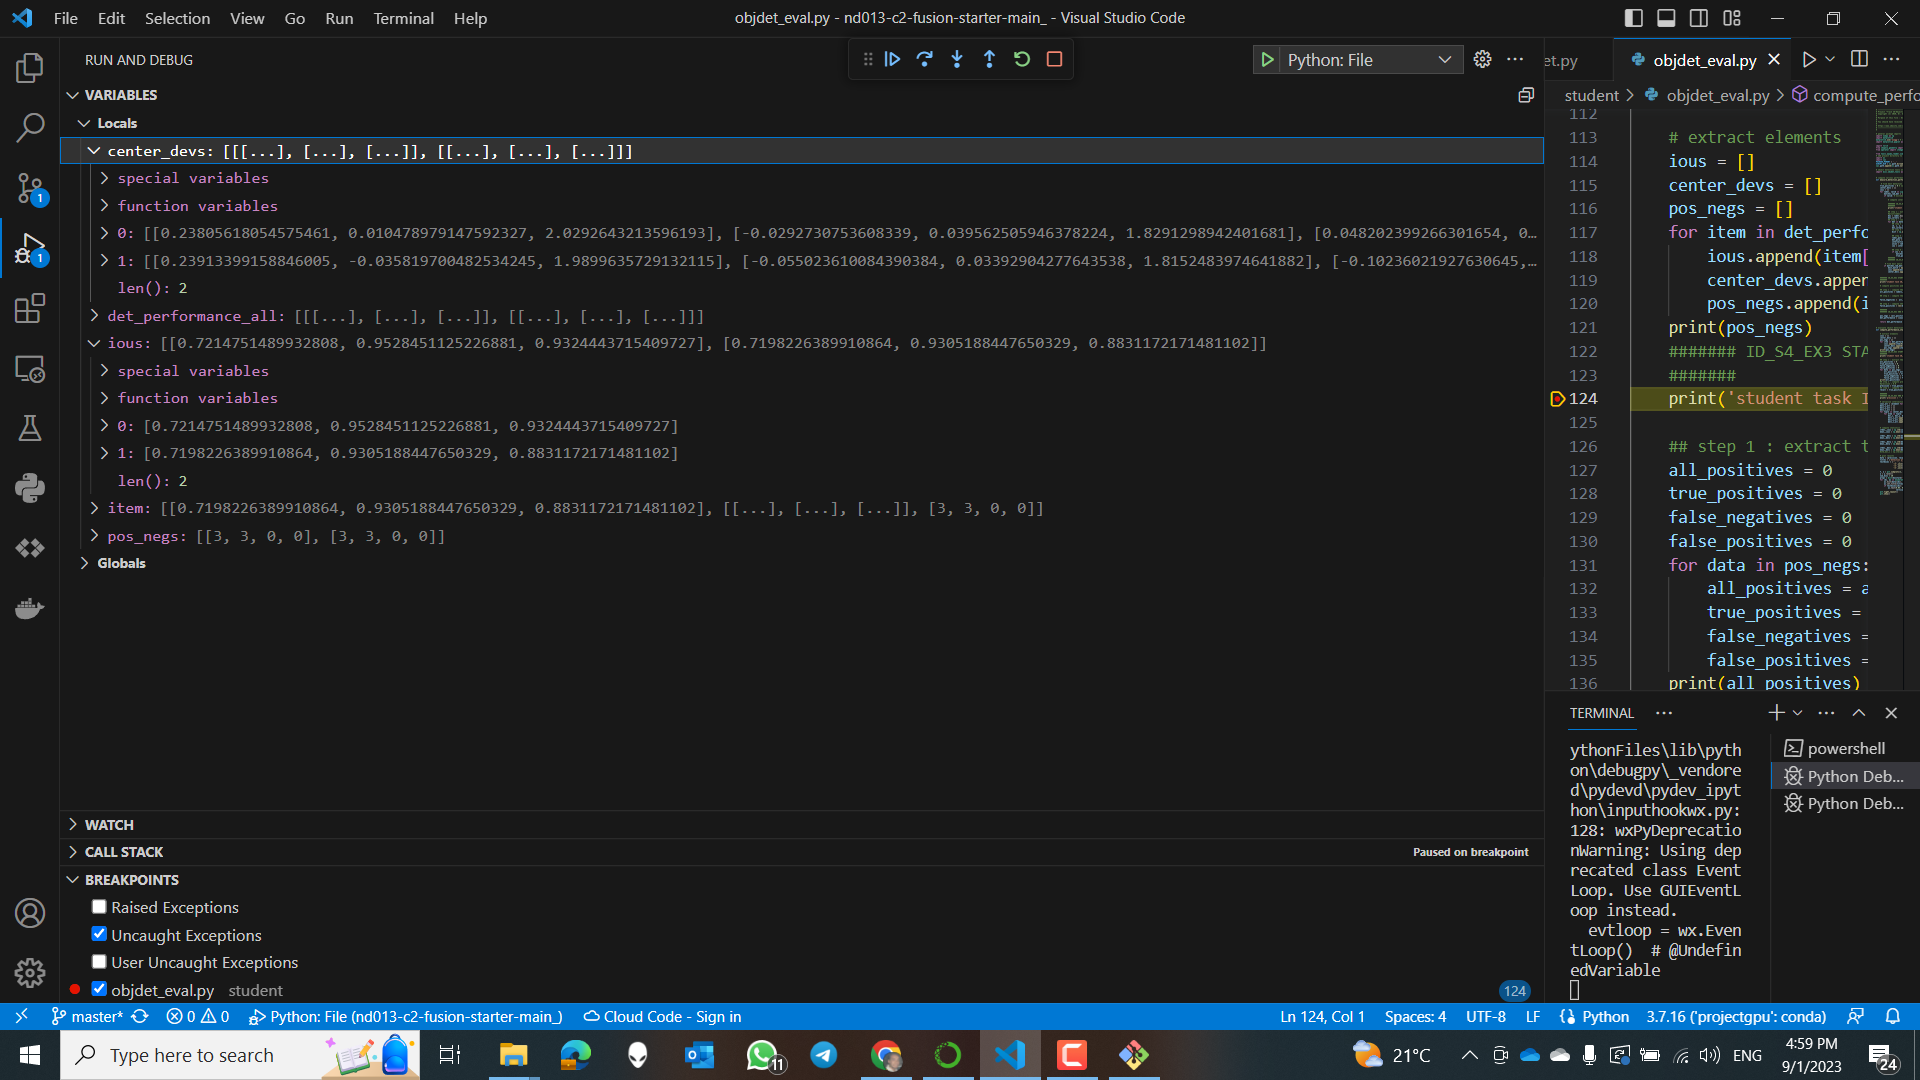 File Edit Selection View Go Run Terminal Help
objdet_eval.py - nd013-c2-fusion-starter-main_ - Visual Studio Code
RUN AND DEBUG
Python: File
VARIABLES
Locals
center_devs: [[[...], [...], [...]], [[...], [...], [...]]]
special variables
function variables
0: [[0.23805618054575461, 0.010478979147592327, 2.0292643213596193], [-0.0292730753608339, 0.039562505946378224, 1.8291298942401681], [0.048202399266301654, 0...
1: [[0.23913399158846005, -0.035819700482534245, 1.9899635729132115], [-0.055023610084390384, 0.03392904277643538, 1.8152483974641882], [-0.10236021927630645,...
len(): 2
det_performance_all: [[[...], [...], [...]], [[...], [...], [...]]]
ious: [[0.7214751489932808, 0.9528451125226881, 0.9324443715409727], [0.7198226389910864, 0.9305188447650329, 0.8831172171481102]]
special variables
function variables
0: [0.7214751489932808, 0.9528451125226881, 0.9324443715409727]
1: [0.7198226389910864, 0.9305188447650329, 0.8831172171481102]
len(): 2
item: [[0.7198226389910864, 0.9305188447650329, 0.8831172171481102], [[...], [...], [...]], [3, 3, 0, 0]]
pos_negs: [[3, 3, 0, 0], [3, 3, 0, 0]]
Globals
WATCH
CALL STACK
Paused on breakpoint
BREAKPOINTS
Raised Exceptions
Uncaught Exceptions
User Uncaught Exceptions
objdet_eval.py student
124
et.py
objdet_eval.py
student > objdet_eval.py > compute_perfo
112
113 # extract elements
114 ious = []
115 center_devs = []
116 pos_negs = []
117 for item in det_perfo
118 ious.append(item[
119 center_devs.appen
120 pos_negs.append(i
121 print(pos_negs)
122 ####### ID_S4_EX3 STA
123 #######
124 print('student task I
125
126 ## step 1 : extract t
127 all_positives = 0
128 true_positives = 0
129 false_negatives = 0
130 false_positives = 0
131 for data in pos_negs:
132 all_positives = a
133 true_positives =
134 false_negatives =
135 false_positives =
136 print(all_positives)
TERMINAL
ythonFiles\lib\pyth
on\debugpy\_vendore
d\pydevd\pydev_ipyt
hon\inputhookwx.py:
128: wxPyDeprecatio
nWarning: Using dep
recated class Event
Loop. Use GUIEventL
oop instead.
evtloop = wx.Even
tLoop() # @Undefin
edVariable
powershell
Python Deb...
Python Deb...
1
1
master* 0 0 Python: File (nd013-c2-fusion-starter-main_) Cloud Code - Sign in
Ln 124, Col 1 Spaces: 4 UTF-8 LF Python 3.7.16 ('projectgpu': conda)
Type here to search
11
21°C
ENG
4:59 PM
9/1/2023
24